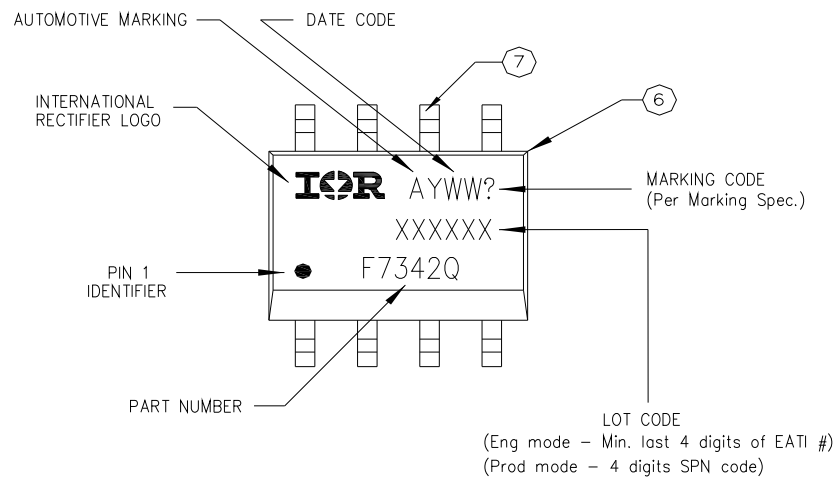 AUTOMOTIVE MARKING
DATE CODE
7
INTERNATIONAL
RECTIFIER LOGO
6
IOR
AYWW?
MARKING CODE
(Per Marking Spec.)
XXXXXX
PIN 1
IDENTIFIER
F7342Q
PART NUMBER
LOT CODE
(Eng mode – Min. last 4 digits of EATI #)
(Prod mode – 4 digits SPN code)